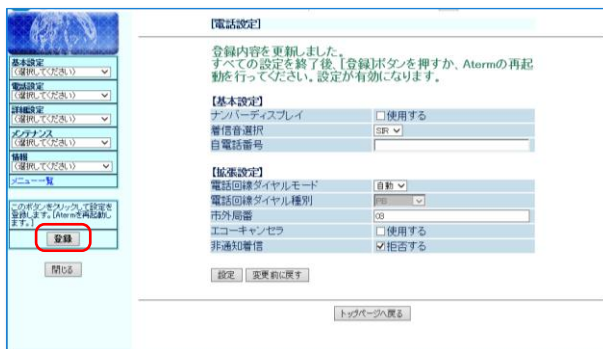 基本設定
(選択してください)
電話設定
(選択してください)
詳細設定
(選択してください)
メンテナンス
(選択してください)
情報
(選択してください)
メニュー一覧
このボタンをクリックして設定を
登録します。[Atermを再起動し
ます。]
登録
閉じる
[電話設定]
登録内容を更新しました。
すべての設定を終了後、[登録]ボタンを押すか、Atermの再起
動を行ってください。設定が有効になります。
【基本設定】
ナンバーディスプレイ 使用する
着信音選択 SIR
自電話番号
【拡張設定】
電話回線ダイヤルモード 自動
電話回線ダイヤル種別 PB
市外局番 03
エコーキャンセラ 使用する
非通知着信 拒否する
設定 変更前に戻す
トップページへ戻る